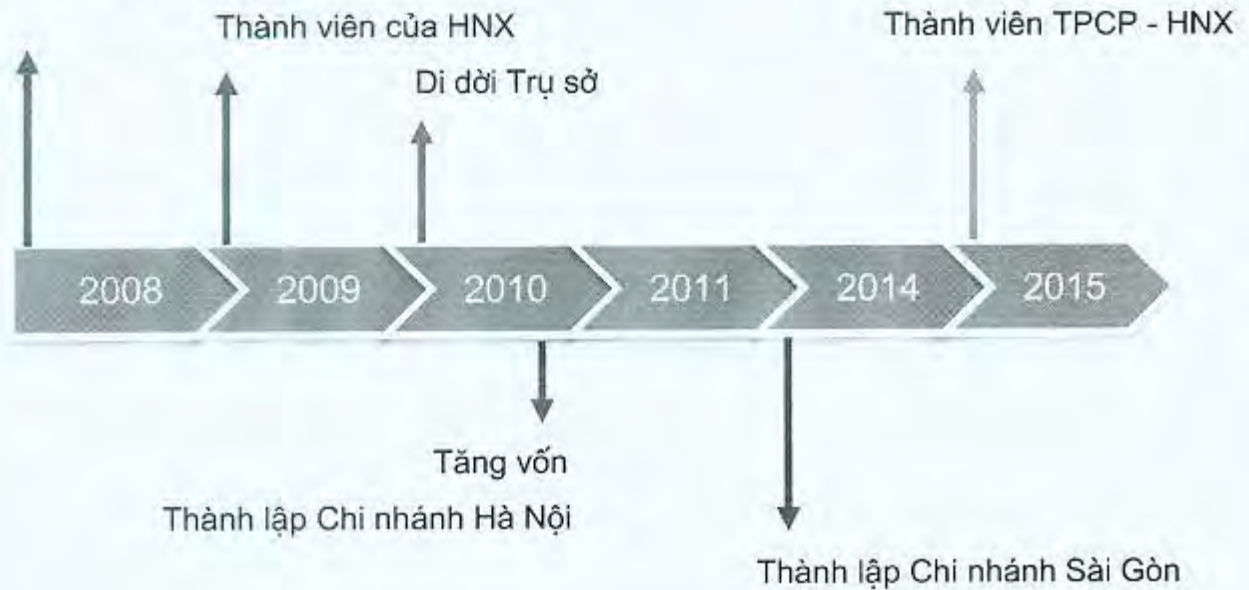 Thành viên của HNX
Thành viên TPCP - HNX
Di dời Trụ sở
2008
2009
2010
2011
2014
2015
Tăng vốn
Thành lập Chi nhánh Hà Nội
Thành lập Chi nhánh Sài Gòn